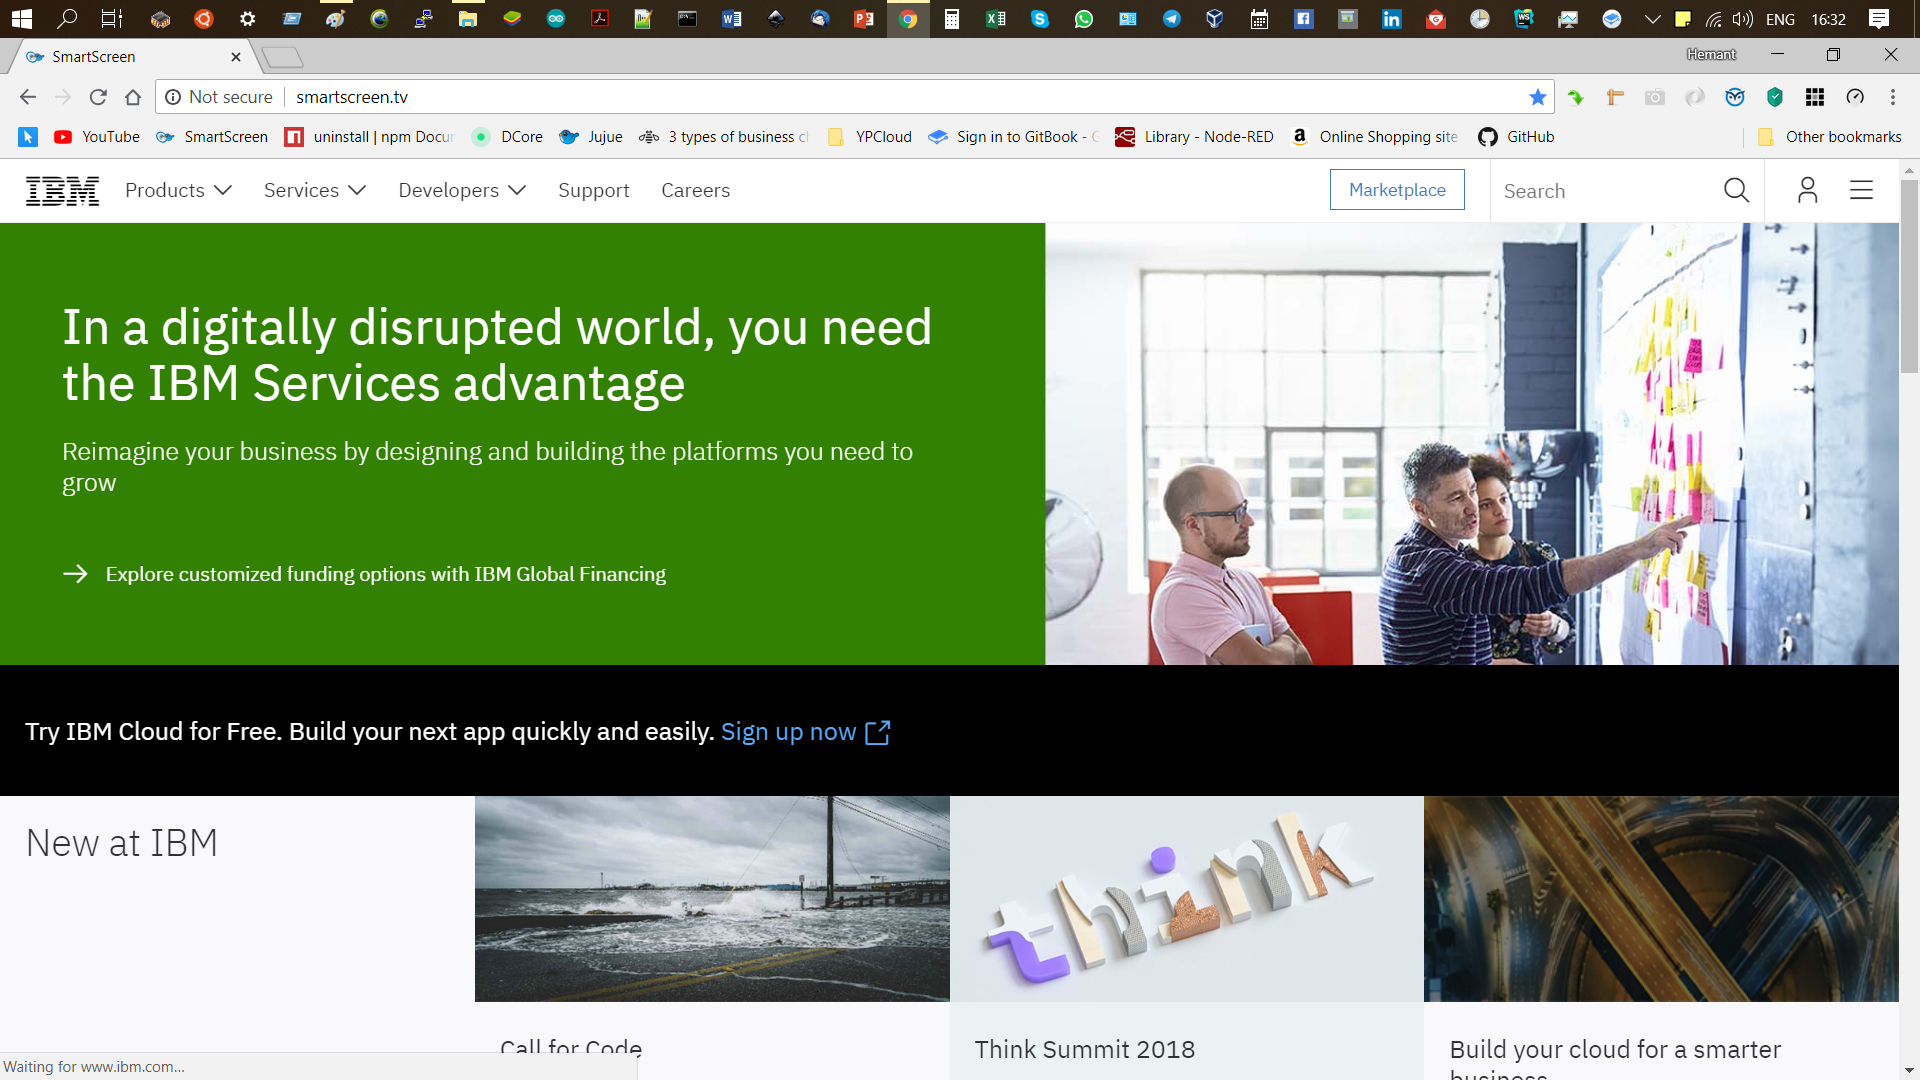 ENG 16:32
SmartScreen
Hemant
Not secure smartscreen.tv
YouTube SmartScreen uninstall | npm Docu DCore Jujue 3 types of business c YPCloud Sign in to GitBook - Library - Node-RED Online Shopping site GitHub Other bookmarks
IBM Products Services Developers Support Careers Marketplace Search
In a digitally disrupted world, you need
the IBM Services advantage
Reimagine your business by designing and building the platforms you need to
grow
Explore customized funding options with IBM Global Financing
Try IBM Cloud for Free. Build your next app quickly and easily. Sign up now
New at IBM
think
Call for Code
Think Summit 2018
Build your cloud for a smarter
business
Waiting for www.ibm.com...